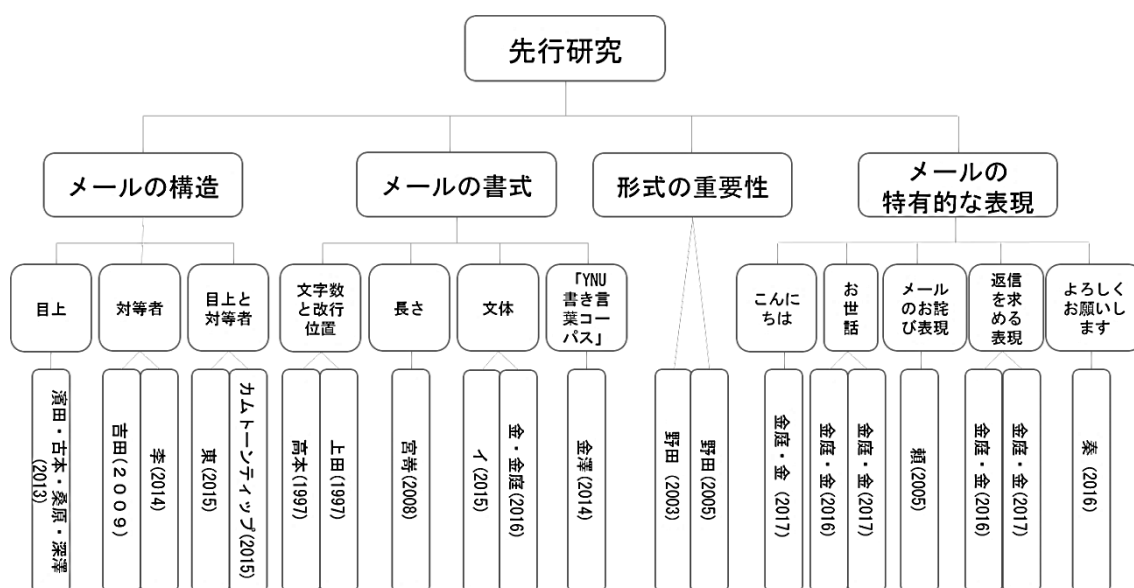 先行研究
メールの構造
メールの書式
形式の重要性
メールの
特有的な表現
目上
対等者
目上と
対等者
文字数
と改行
位置
長さ
文体
「YNU
書き言
葉コー
パス」
こんに
ちは
お
世
話
メール
のお詫
び表現
返信
を求
める
表現
よろしく
お願いし
ます
濱田・古本・桑原・深澤
(2013)
吉田(2009)
李(2014)
東(2015)
カムトーンティップ(2015)
高本(1997)
上田(1997)
宮嵜(2008)
イ(2015)
金・金庭(2016)
金澤(2014)
野田(2003)
野田(2005)
金庭・金 (2017)
金庭・金(2016)
金庭・金(2017)
頼(2005)
金庭・金(2016)
金庭・金(2017)
秦 (2016)